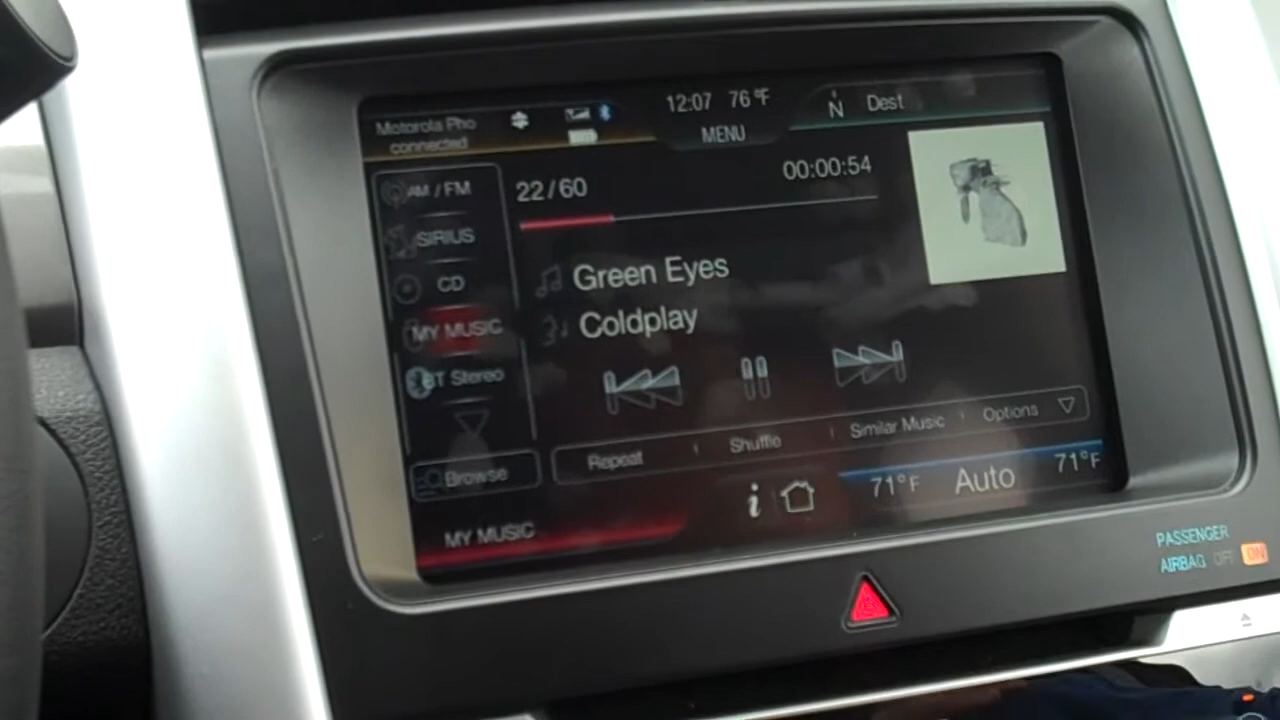 Motorola Pho
connected
12:07 76°F
MENU
N Dest
AM / FM
SIRIUS
CD
MY MUSIC
BT Stereo
Browse
MY MUSIC
22/60
00:00:54
Green Eyes
Coldplay
Repeat Shuffle Similar Music Options
i
71°F Auto 71°F
PASSENGER
AIRBAG OFF ON